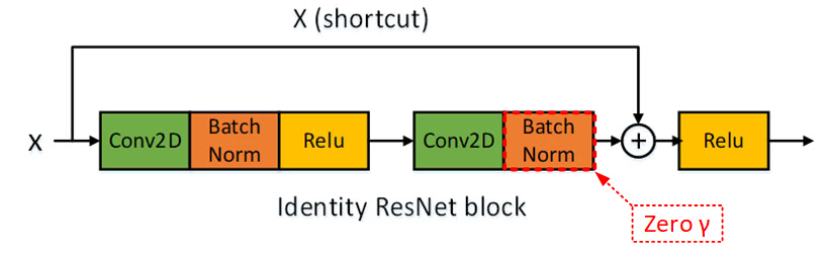 X (shortcut)
X
Conv2D
Batch
Norm
Relu
Conv2D
Batch
Norm
+
Relu
Identity ResNet block
Zero γ